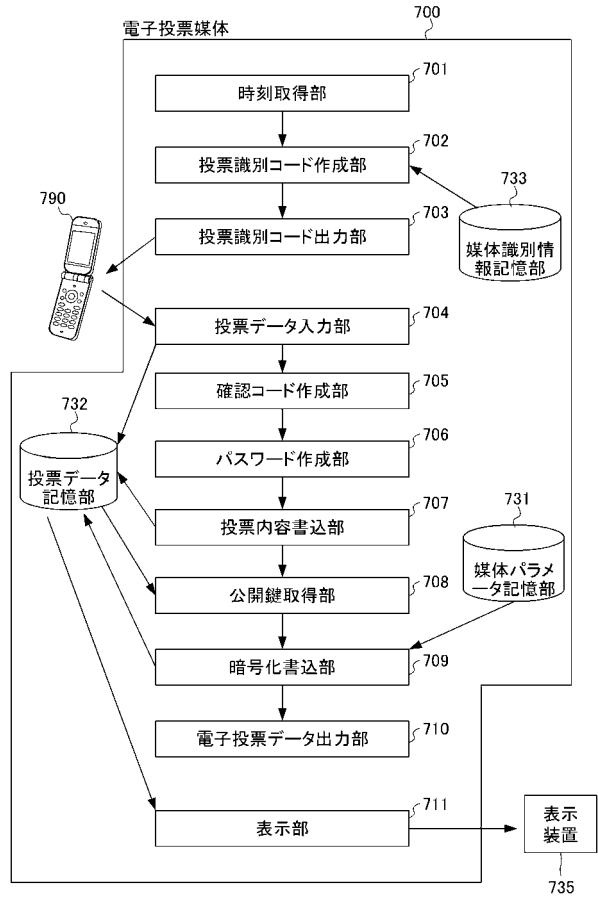 電子投票媒体
700
701
時刻取得部
702
投票識別コード作成部
733
媒体識別情
報記憶部
790
703
投票識別コード出力部
704
投票データ入力部
705
確認コード作成部
732
投票データ
記憶部
706
パスワード作成部
707
投票内容書込部
731
媒体パラメ
ータ記憶部
708
公開鍵取得部
709
暗号化書込部
710
電子投票データ出力部
711
表示部
表示
装置
735